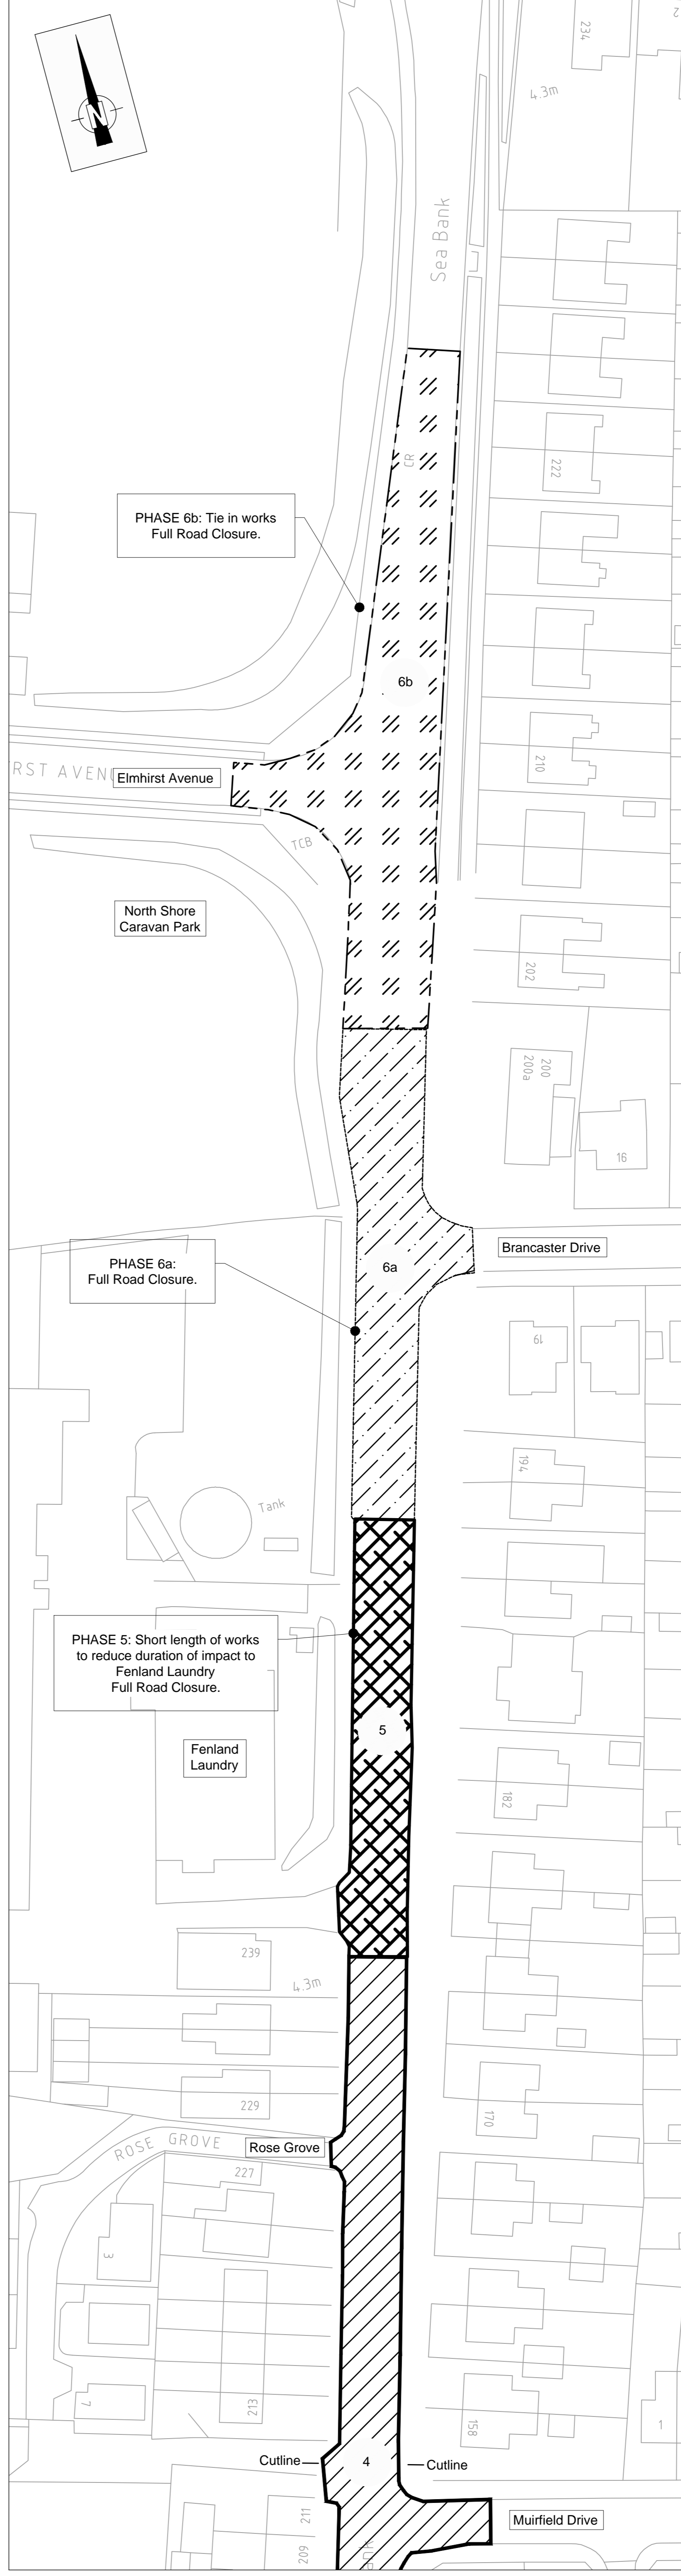 N
234
4.3m
Sea Bank
CR
222
PHASE 6b: Tie in works
Full Road Closure.
6b
210
Elmhirst Avenue
TCB
North Shore
Caravan Park
202
200
200a
16
Brancaster Drive
PHASE 6a:
Full Road Closure.
6a
19
194
Tank
PHASE 5: Short length of works
to reduce duration of impact to
Fenland Laundry
Full Road Closure.
5
Fenland
Laundry
182
239
4.3m
229
170
ROSE GROVE
Rose Grove
227
3
7
213
158
1
Cutline
4
Cutline
211
209
Muirfield Drive